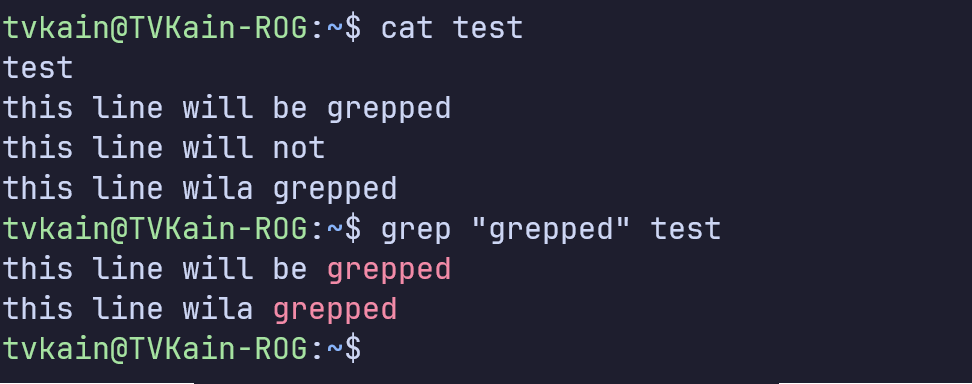 tvkain@TVKain-ROG:~$ cat test
test
this line will be grepped
this line will not
this line wila grepped
tvkain@TVKain-ROG:~$ grep "grepped" test
this line will be grepped
this line wila grepped
tvkain@TVKain-ROG:~$